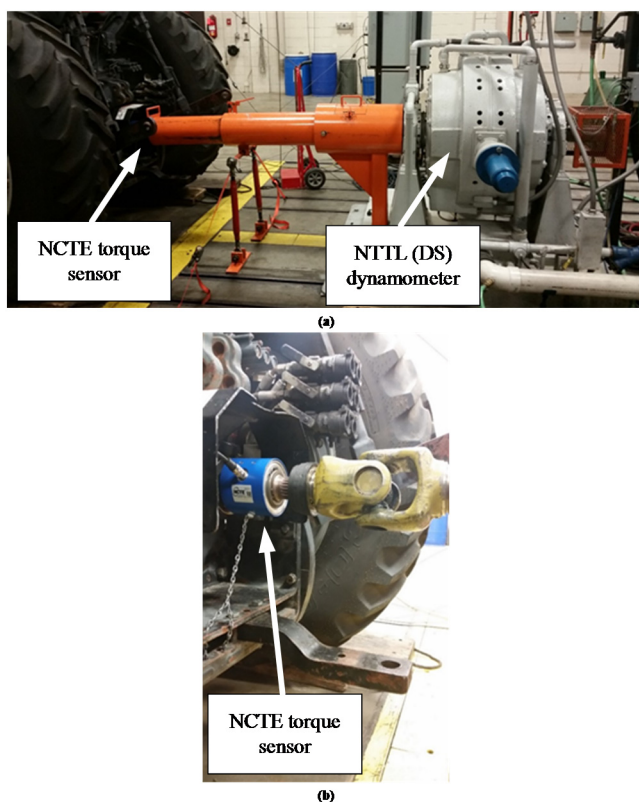 NCTE torque
sensor
NTTL (DS)
dynamometer
(a)
NCTE torque
sensor
(b)